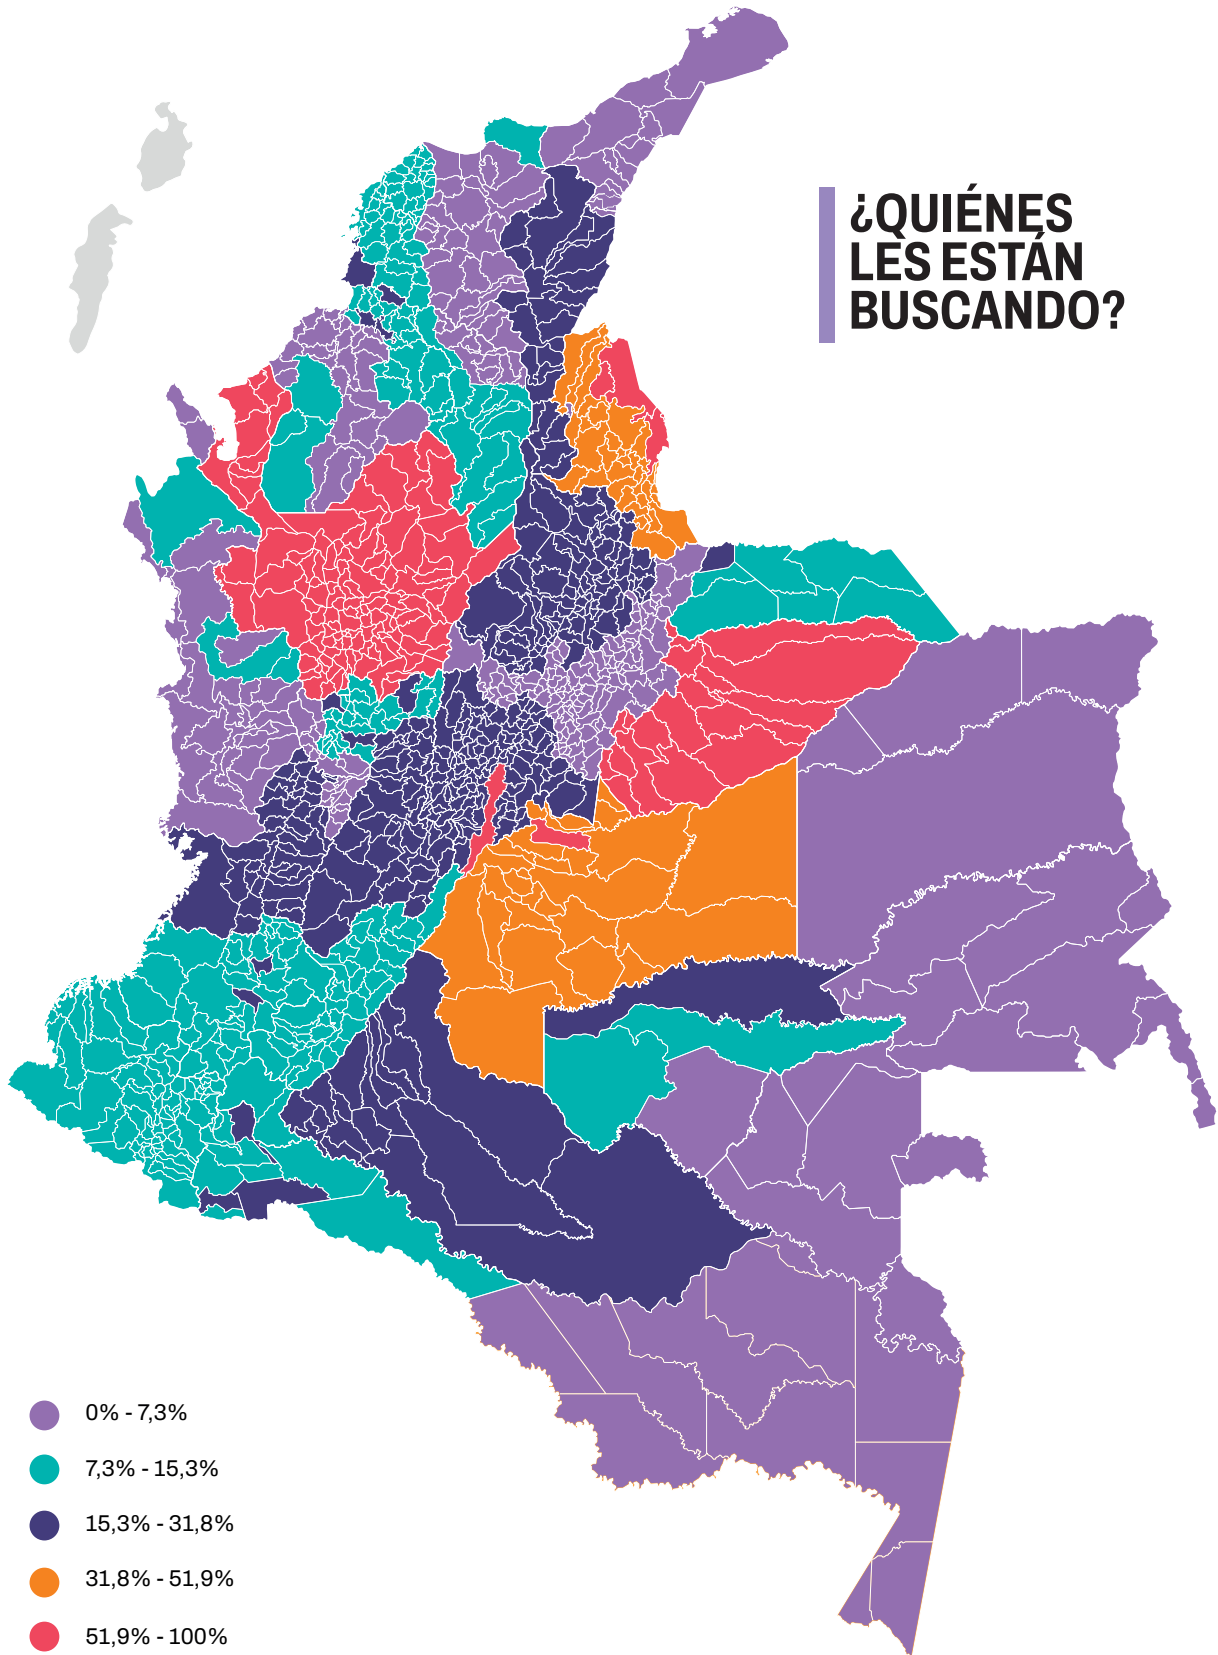 ¿QUIÉNES
LES ESTÁN
BUSCANDO?
0% - 7,3%
7,3% - 15,3%
15,3% - 31,8%
31,8% - 51,9%
51,9% - 100%